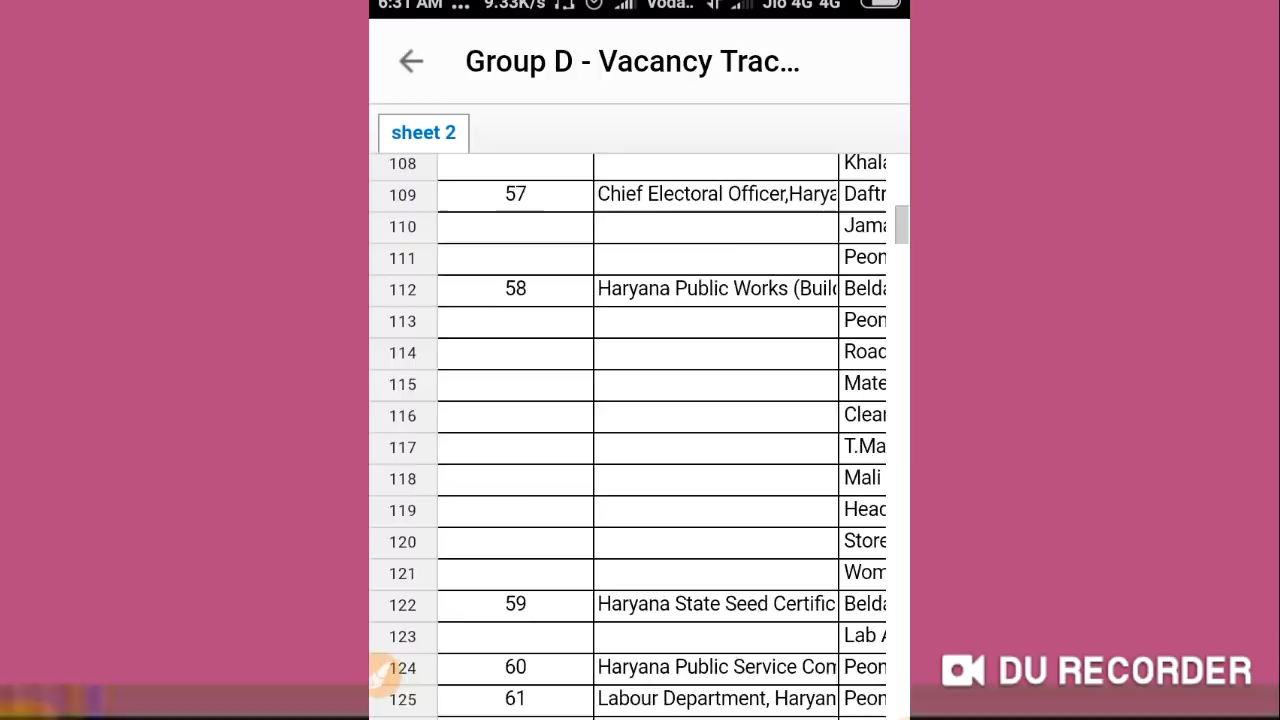 6:31 AM ... 9.33K/s Voda.. Jio 4G 4G
Group D - Vacancy Trac...
sheet 2
108 Khala
109 57 Chief Electoral Officer,Harya Daftr
110 Jama
111 Peon
112 58 Haryana Public Works (Build Belda
113 Peon
114 Road
115 Mate
116 Clean
117 T.Ma
118 Mali
119 Head
120 Store
121 Wom
122 59 Haryana State Seed Certific Belda
123 Lab A
124 60 Haryana Public Service Com Peon
125 61 Labour Department, Haryan Peon
DU RECORDER